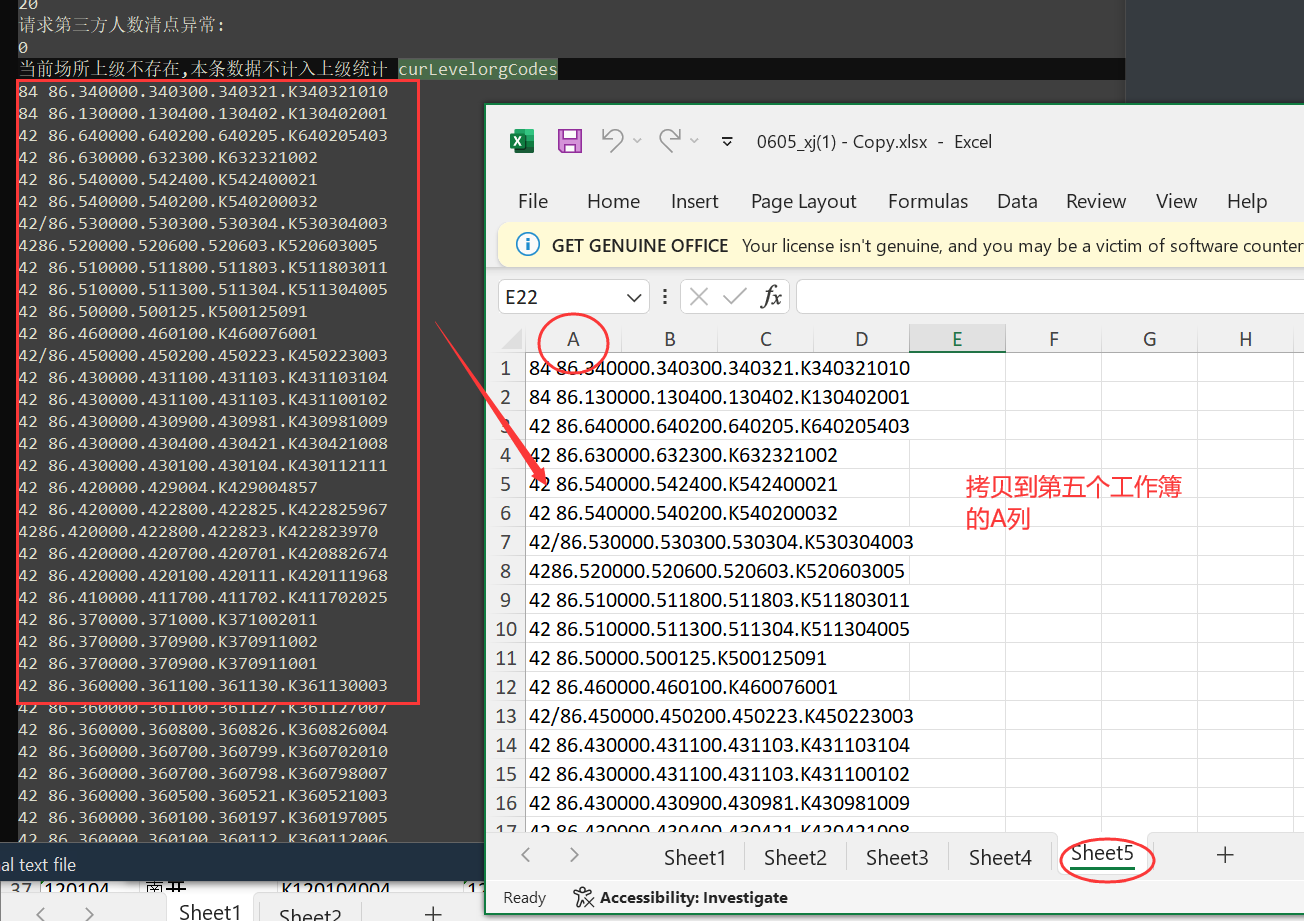 20
请求第三方人数清点异常:
0
当前场所上级不存在,本条数据不计入上级统计 curLevelorgCodes
84 86.340000.340300.340321.K340321010
84 86.130000.130400.130402.K130402001
42 86.640000.640200.640205.K640205403
42 86.630000.632300.K632321002
42 86.540000.542400.K542400021
42 86.540000.540200.K540200032
42/86.530000.530300.530304.K530304003
4286.520000.520600.520603.K520603005
42 86.510000.511800.511803.K511803011
42 86.510000.511300.511304.K511304005
42 86.50000.500125.K500125091
42 86.460000.460100.K460076001
42/86.450000.450200.450223.K450223003
42 86.430000.431100.431103.K431103104
42 86.430000.431100.431103.K431100102
42 86.430000.430900.430981.K430981009
42 86.430000.430400.430421.K430421008
42 86.430000.430100.430104.K430112111
42 86.420000.429004.K429004857
42 86.420000.422800.422825.K422825967
4286.420000.422800.422823.K422823970
42 86.420000.420700.420701.K420882674
42 86.420000.420100.420111.K420111968
42 86.410000.411700.411702.K411702025
42 86.370000.371000.K371002011
42 86.370000.370900.K370911002
42 86.370000.370900.K370911001
42 86.360000.361100.361130.K361130003
42 86.360000.361100.361127.K361127007
42 86.360000.360800.360826.K360826004
42 86.360000.360700.360799.K360702010
42 86.360000.360700.360798.K360798007
42 86.360000.360500.360521.K360521003
42 86.360000.360100.360197.K360197005
42 86.360000.360100.360112.K360112006
al text file
37 120104 南开 K120104004
Sheet1 Sheet2 +
0605_xj(1) - Copy.xlsx - Excel
File Home Insert Page Layout Formulas Data Review View Help
GET GENUINE OFFICE Your license isn't genuine, and you may be a victim of software counter
E22 fx
A B C D E F G H
1 84 86.340000.340300.340321.K340321010
2 84 86.130000.130400.130402.K130402001
3 42 86.640000.640200.640205.K640205403
4 42 86.630000.632300.K632321002
5 42 86.540000.542400.K542400021
6 42 86.540000.540200.K540200032
7 42/86.530000.530300.530304.K530304003
8 4286.520000.520600.520603.K520603005
9 42 86.510000.511800.511803.K511803011
10 42 86.510000.511300.511304.K511304005
11 42 86.50000.500125.K500125091
12 42 86.460000.460100.K460076001
13 42/86.450000.450200.450223.K450223003
14 42 86.430000.431100.431103.K431103104
15 42 86.430000.431100.431103.K431100102
16 42 86.430000.430900.430981.K430981009
17 42 86.430000.430400.430421.K430421008
拷贝到第五个工作簿
的A列
Sheet1 Sheet2 Sheet3 Sheet4 Sheet5 +
Ready Accessibility: Investigate